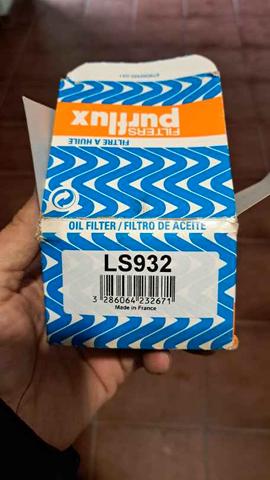 FILTERS
purflux
FILTRE A HUILE
OIL FILTER / FILTRO DE ACEITE
LS932
3 286064 232671
Made in France